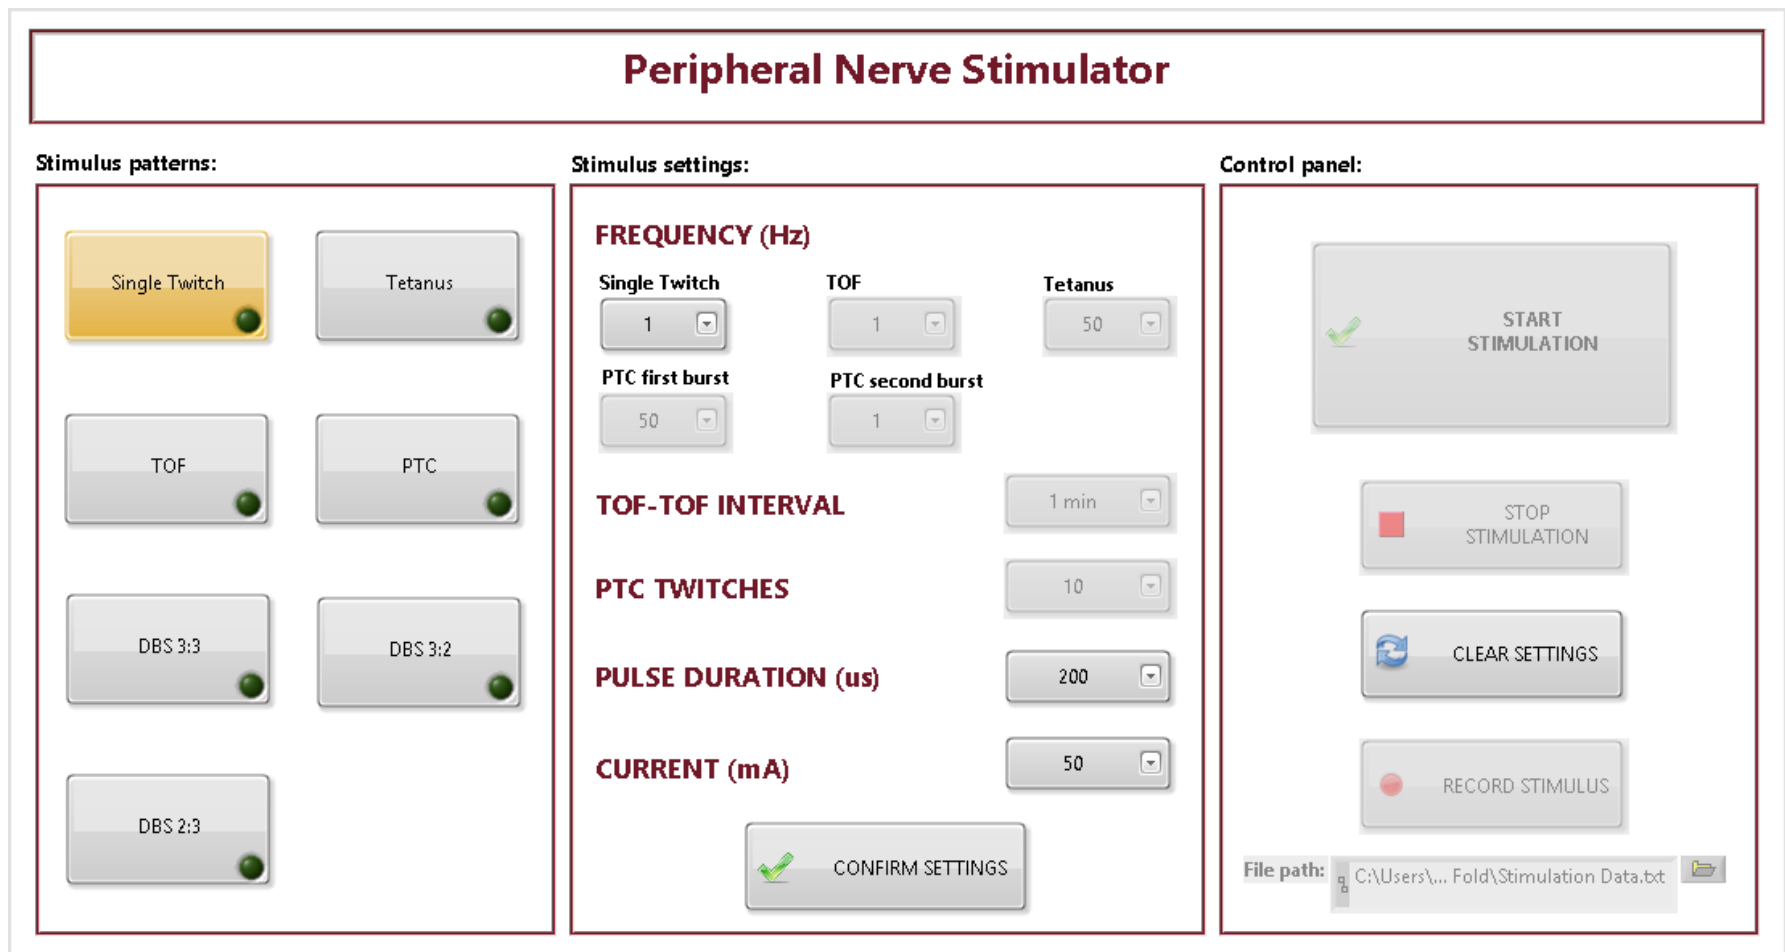 Peripheral Nerve Stimulator
Stimulus patterns:
Single Twitch
Tetanus
TOF
PTC
DBS 3:3
DBS 3:2
DBS 2:3
Stimulus settings:
FREQUENCY (Hz)
Single Twitch
TOF
Tetanus
1
1
50
PTC first burst
PTC second burst
50
1
TOF-TOF INTERVAL
1 min
PTC TWITCHES
10
PULSE DURATION (us)
200
CURRENT (mA)
50
CONFIRM SETTINGS
Control panel:
START
STIMULATION
STOP
STIMULATION
CLEAR SETTINGS
RECORD STIMULUS
File path:
C:\Users\... Fold\Stimulation Data.txt